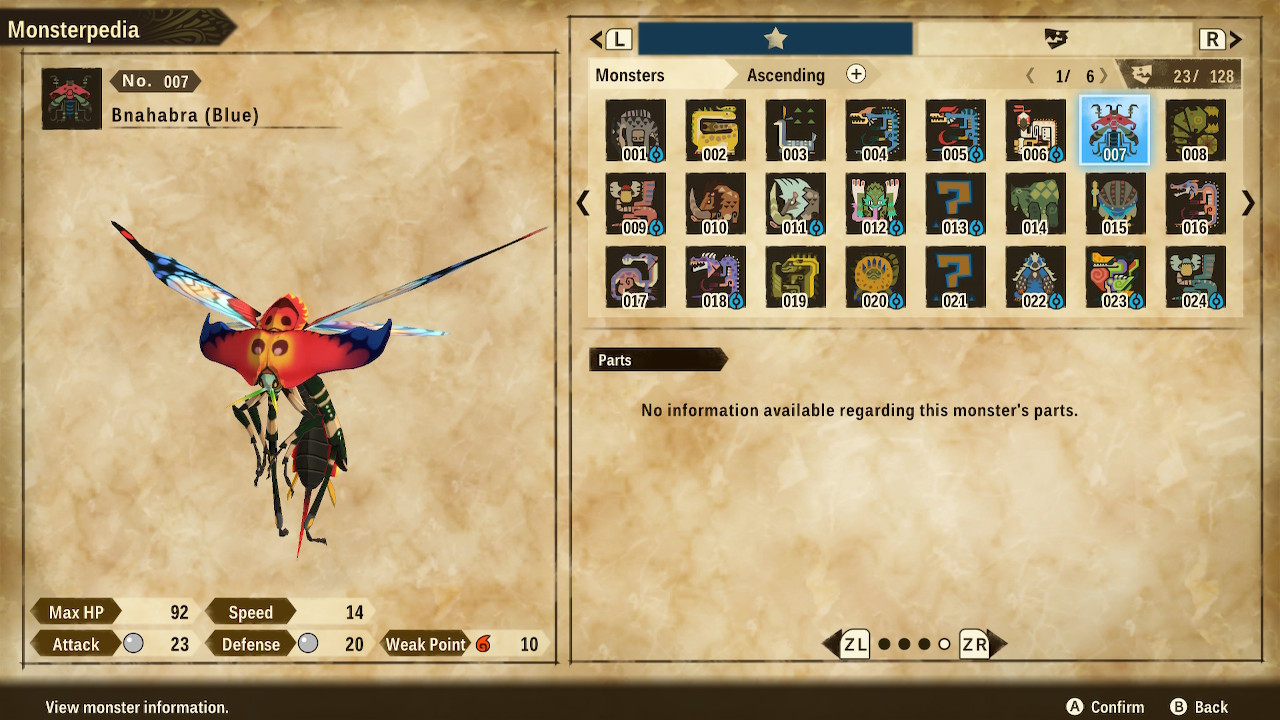 Monsterpedia
No. 007
Bnahabra (Blue)
L
R
Monsters
Ascending
1/ 6
23/ 128
001 002 003 004 005 006 007 008
009 010 011 012 013 014 015 016
017 018 019 020 021 022 023 024
Parts
No information available regarding this monster's parts.
Max HP 92 Speed 14
Attack 23 Defense 20 Weak Point 10
ZL ZR
View monster information.
A Confirm B Back